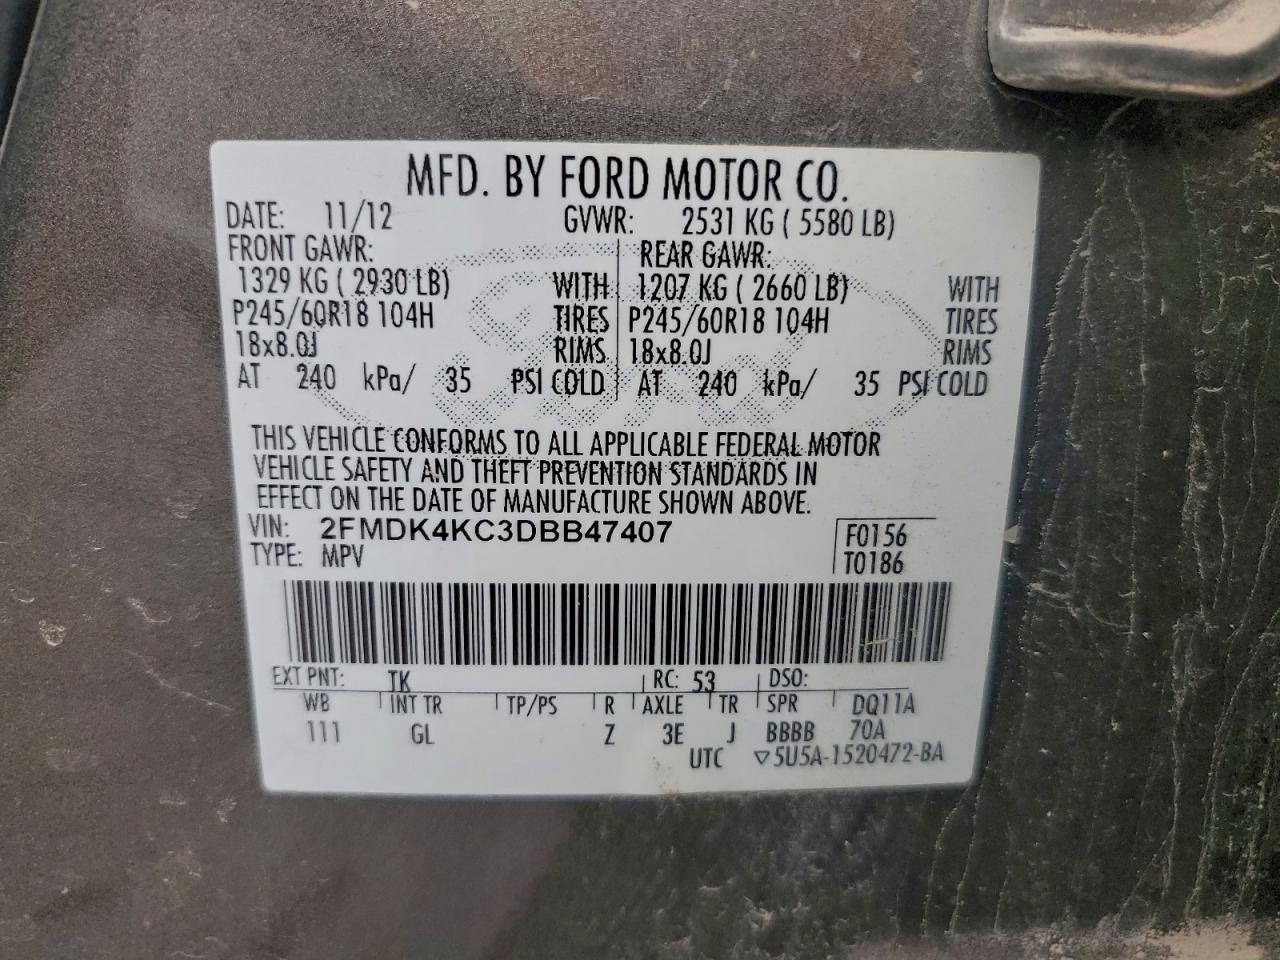 MFD. BY FORD MOTOR CO.
DATE: 11/12 GVWR: 2531 KG ( 5580 LB)
FRONT GAWR: REAR GAWR:
1329 KG ( 2930 LB) WITH 1207 KG ( 2660 LB) WITH
P245/60R18 104H TIRES P245/60R18 104H TIRES
18x8.0J RIMS 18x8.0J RIMS
AT 240 kPa/ 35 PSI COLD AT 240 kPa/ 35 PSI COLD
THIS VEHICLE CONFORMS TO ALL APPLICABLE FEDERAL MOTOR
VEHICLE SAFETY AND THEFT PREVENTION STANDARDS IN
EFFECT ON THE DATE OF MANUFACTURE SHOWN ABOVE.
VIN: 2FMDK4KC3DBB47407 F0156
TYPE: MPV T0186
EXT PNT: TK RC: 53 DSO:
WB INT TR TP/PS R AXLE TR SPR DQ11A
111 GL Z 3E J BBBB 70A
UTC ▽5U5A-1520472-BA